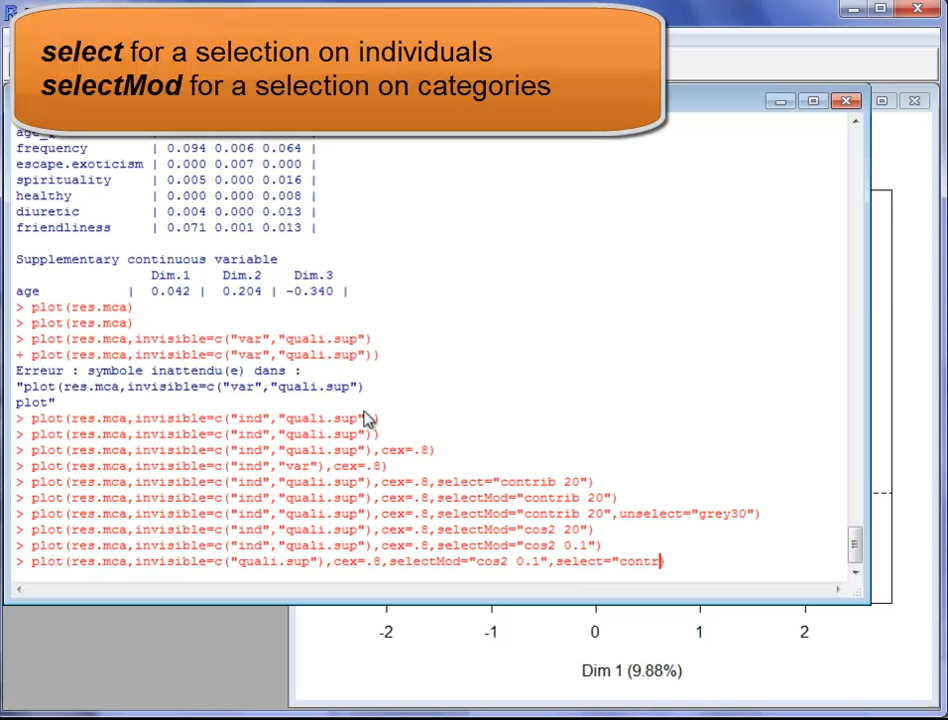 select for a selection on individuals
selectMod for a selection on categories
frequency | 0.094 0.006 0.064 |
escape.exoticism | 0.000 0.007 0.000 |
spirituality | 0.005 0.000 0.016 |
healthy | 0.000 0.000 0.008 |
diuretic | 0.004 0.000 0.013 |
friendliness | 0.071 0.001 0.013 |
Supplementary continuous variable
Dim.1 Dim.2 Dim.3
age | 0.042 | 0.204 | -0.340 |
> plot(res.mca)
> plot(res.mca)
> plot(res.mca,invisible=c("var","quali.sup")
+ plot(res.mca,invisible=c("var","quali.sup"))
Erreur : symbole inattendu(e) dans :
"plot(res.mca,invisible=c("var","quali.sup")
plot"
> plot(res.mca,invisible=c("ind","quali.sup"))
> plot(res.mca,invisible=c("ind","quali.sup"))
> plot(res.mca,invisible=c("ind","quali.sup"),cex=.8)
> plot(res.mca,invisible=c("ind","var"),cex=.8)
> plot(res.mca,invisible=c("ind","quali.sup"),cex=.8,select="contrib 20")
> plot(res.mca,invisible=c("ind","quali.sup"),cex=.8,selectMod="contrib 20")
> plot(res.mca,invisible=c("ind","quali.sup"),cex=.8,selectMod="contrib 20",unselect="grey30")
> plot(res.mca,invisible=c("ind","quali.sup"),cex=.8,selectMod="cos2 20")
> plot(res.mca,invisible=c("ind","quali.sup"),cex=.8,selectMod="cos2 0.1")
> plot(res.mca,invisible=c("quali.sup"),cex=.8,selectMod="cos2 0.1",select="contr)
-2 -1 0 1 2
Dim 1 (9.88%)